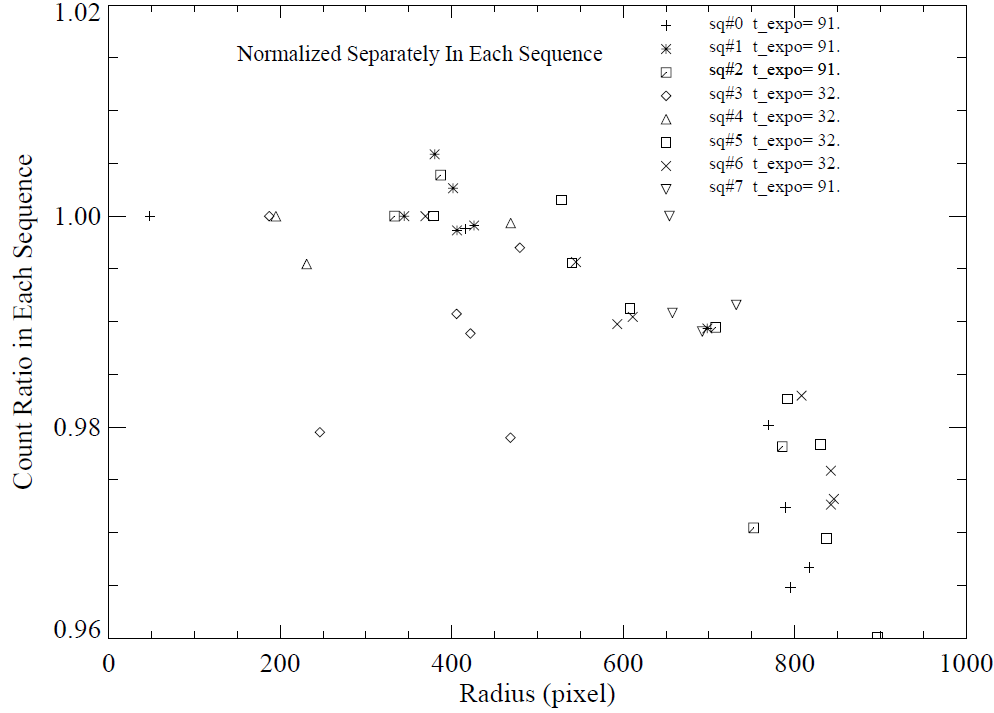 1.02
Normalized Separately In Each Sequence
sq#0 t_expo= 91.
sq#1 t_expo= 91.
sq#2 t_expo= 91.
sq#3 t_expo= 32.
sq#4 t_expo= 32.
sq#5 t_expo= 32.
sq#6 t_expo= 32.
sq#7 t_expo= 91.
1.00
0.98
0.96
Count Ratio in Each Sequence
0 200 400 600 800 1000
Radius (pixel)